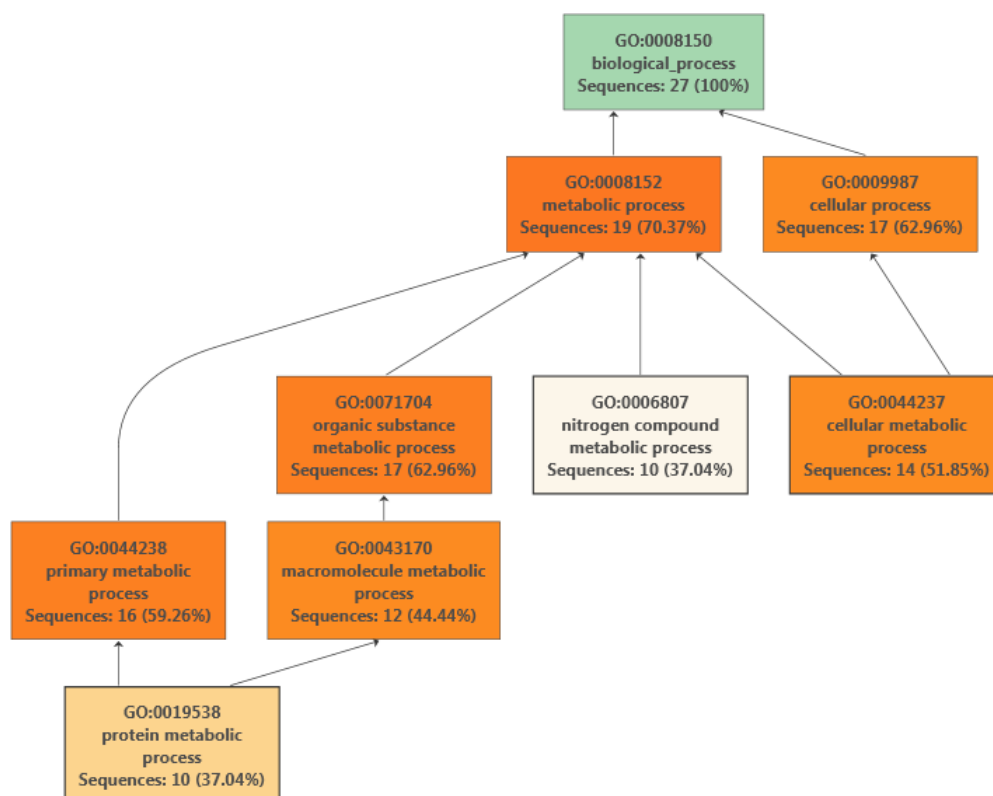 GO:0008150
biological_process
Sequences: 27 (100%)
GO:0008152
metabolic process
Sequences: 19 (70.37%)
GO:0009987
cellular process
Sequences: 17 (62.96%)
GO:0071704
organic substance
metabolic process
Sequences: 17 (62.96%)
GO:0006807
nitrogen compound
metabolic process
Sequences: 10 (37.04%)
GO:0044237
cellular metabolic
process
Sequences: 14 (51.85%)
GO:0044238
primary metabolic
process
Sequences: 16 (59.26%)
GO:0043170
macromolecule metabolic
process
Sequences: 12 (44.44%)
GO:0019538
protein metabolic
process
Sequences: 10 (37.04%)